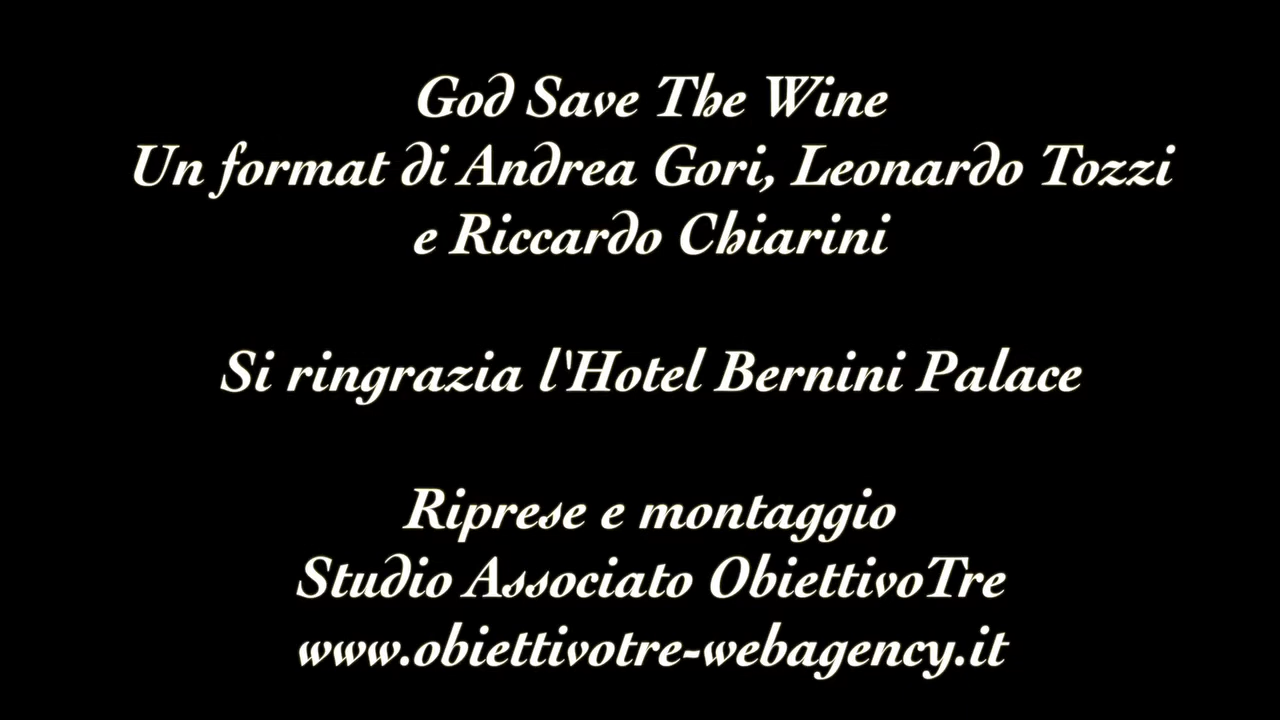 God Save The Wine
Un format di Andrea Gori, Leonardo Tozzi
e Riccardo Chiarini
Si ringrazia l'Hotel Bernini Palace
Riprese e montaggio
Studio Associato ObiettivoTre
www.obiettivotre-webagency.it